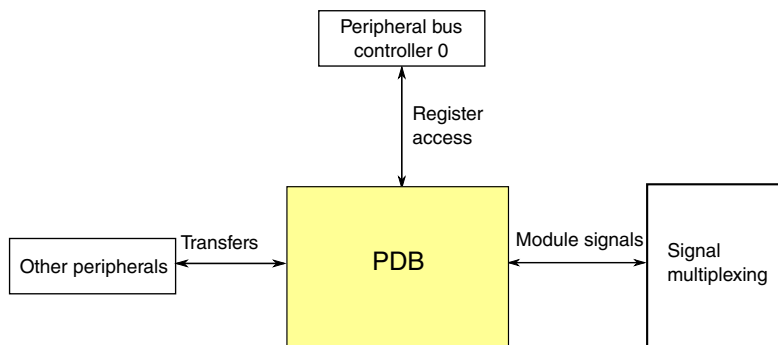 Peripheral bus
controller 0
Register
access
Transfers
Other peripherals
PDB
Module signals
Signal
multiplexing